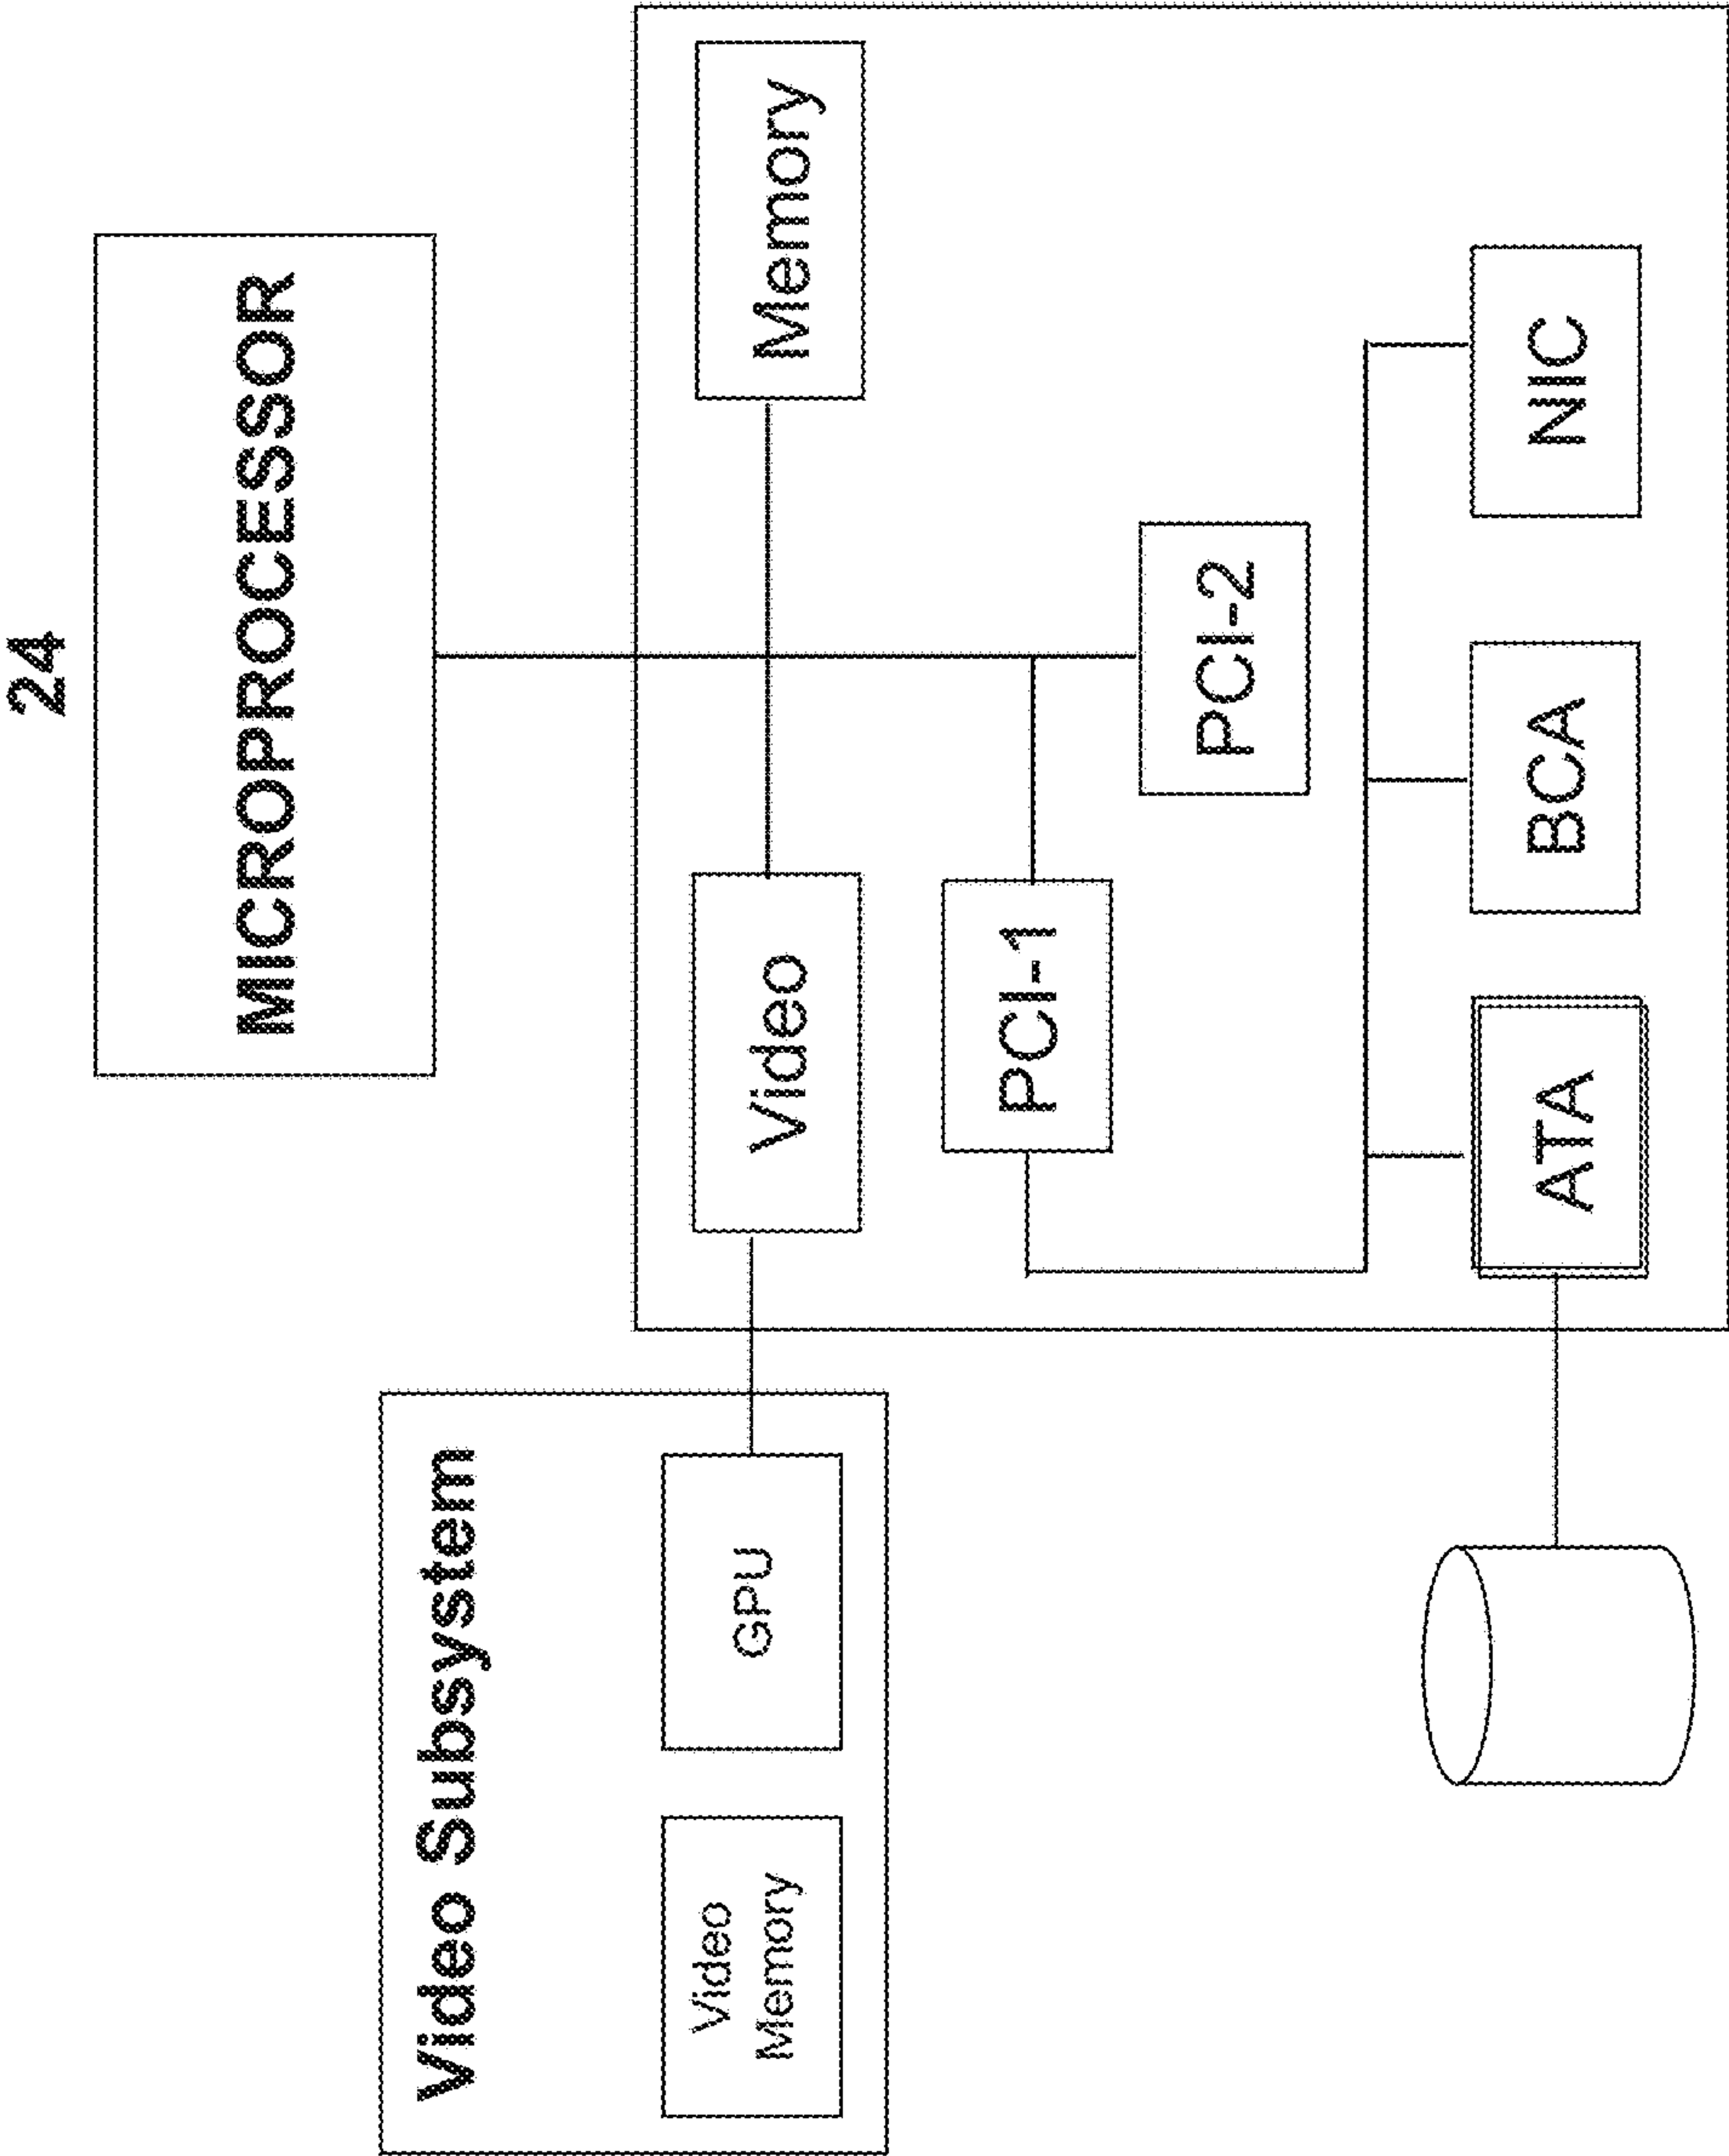 24
MICROPROCESSOR
Video Subsystem
Video
Memory
GPU
Video
Memory
PCI-1
PCI-2
ATA
BCA
NIC